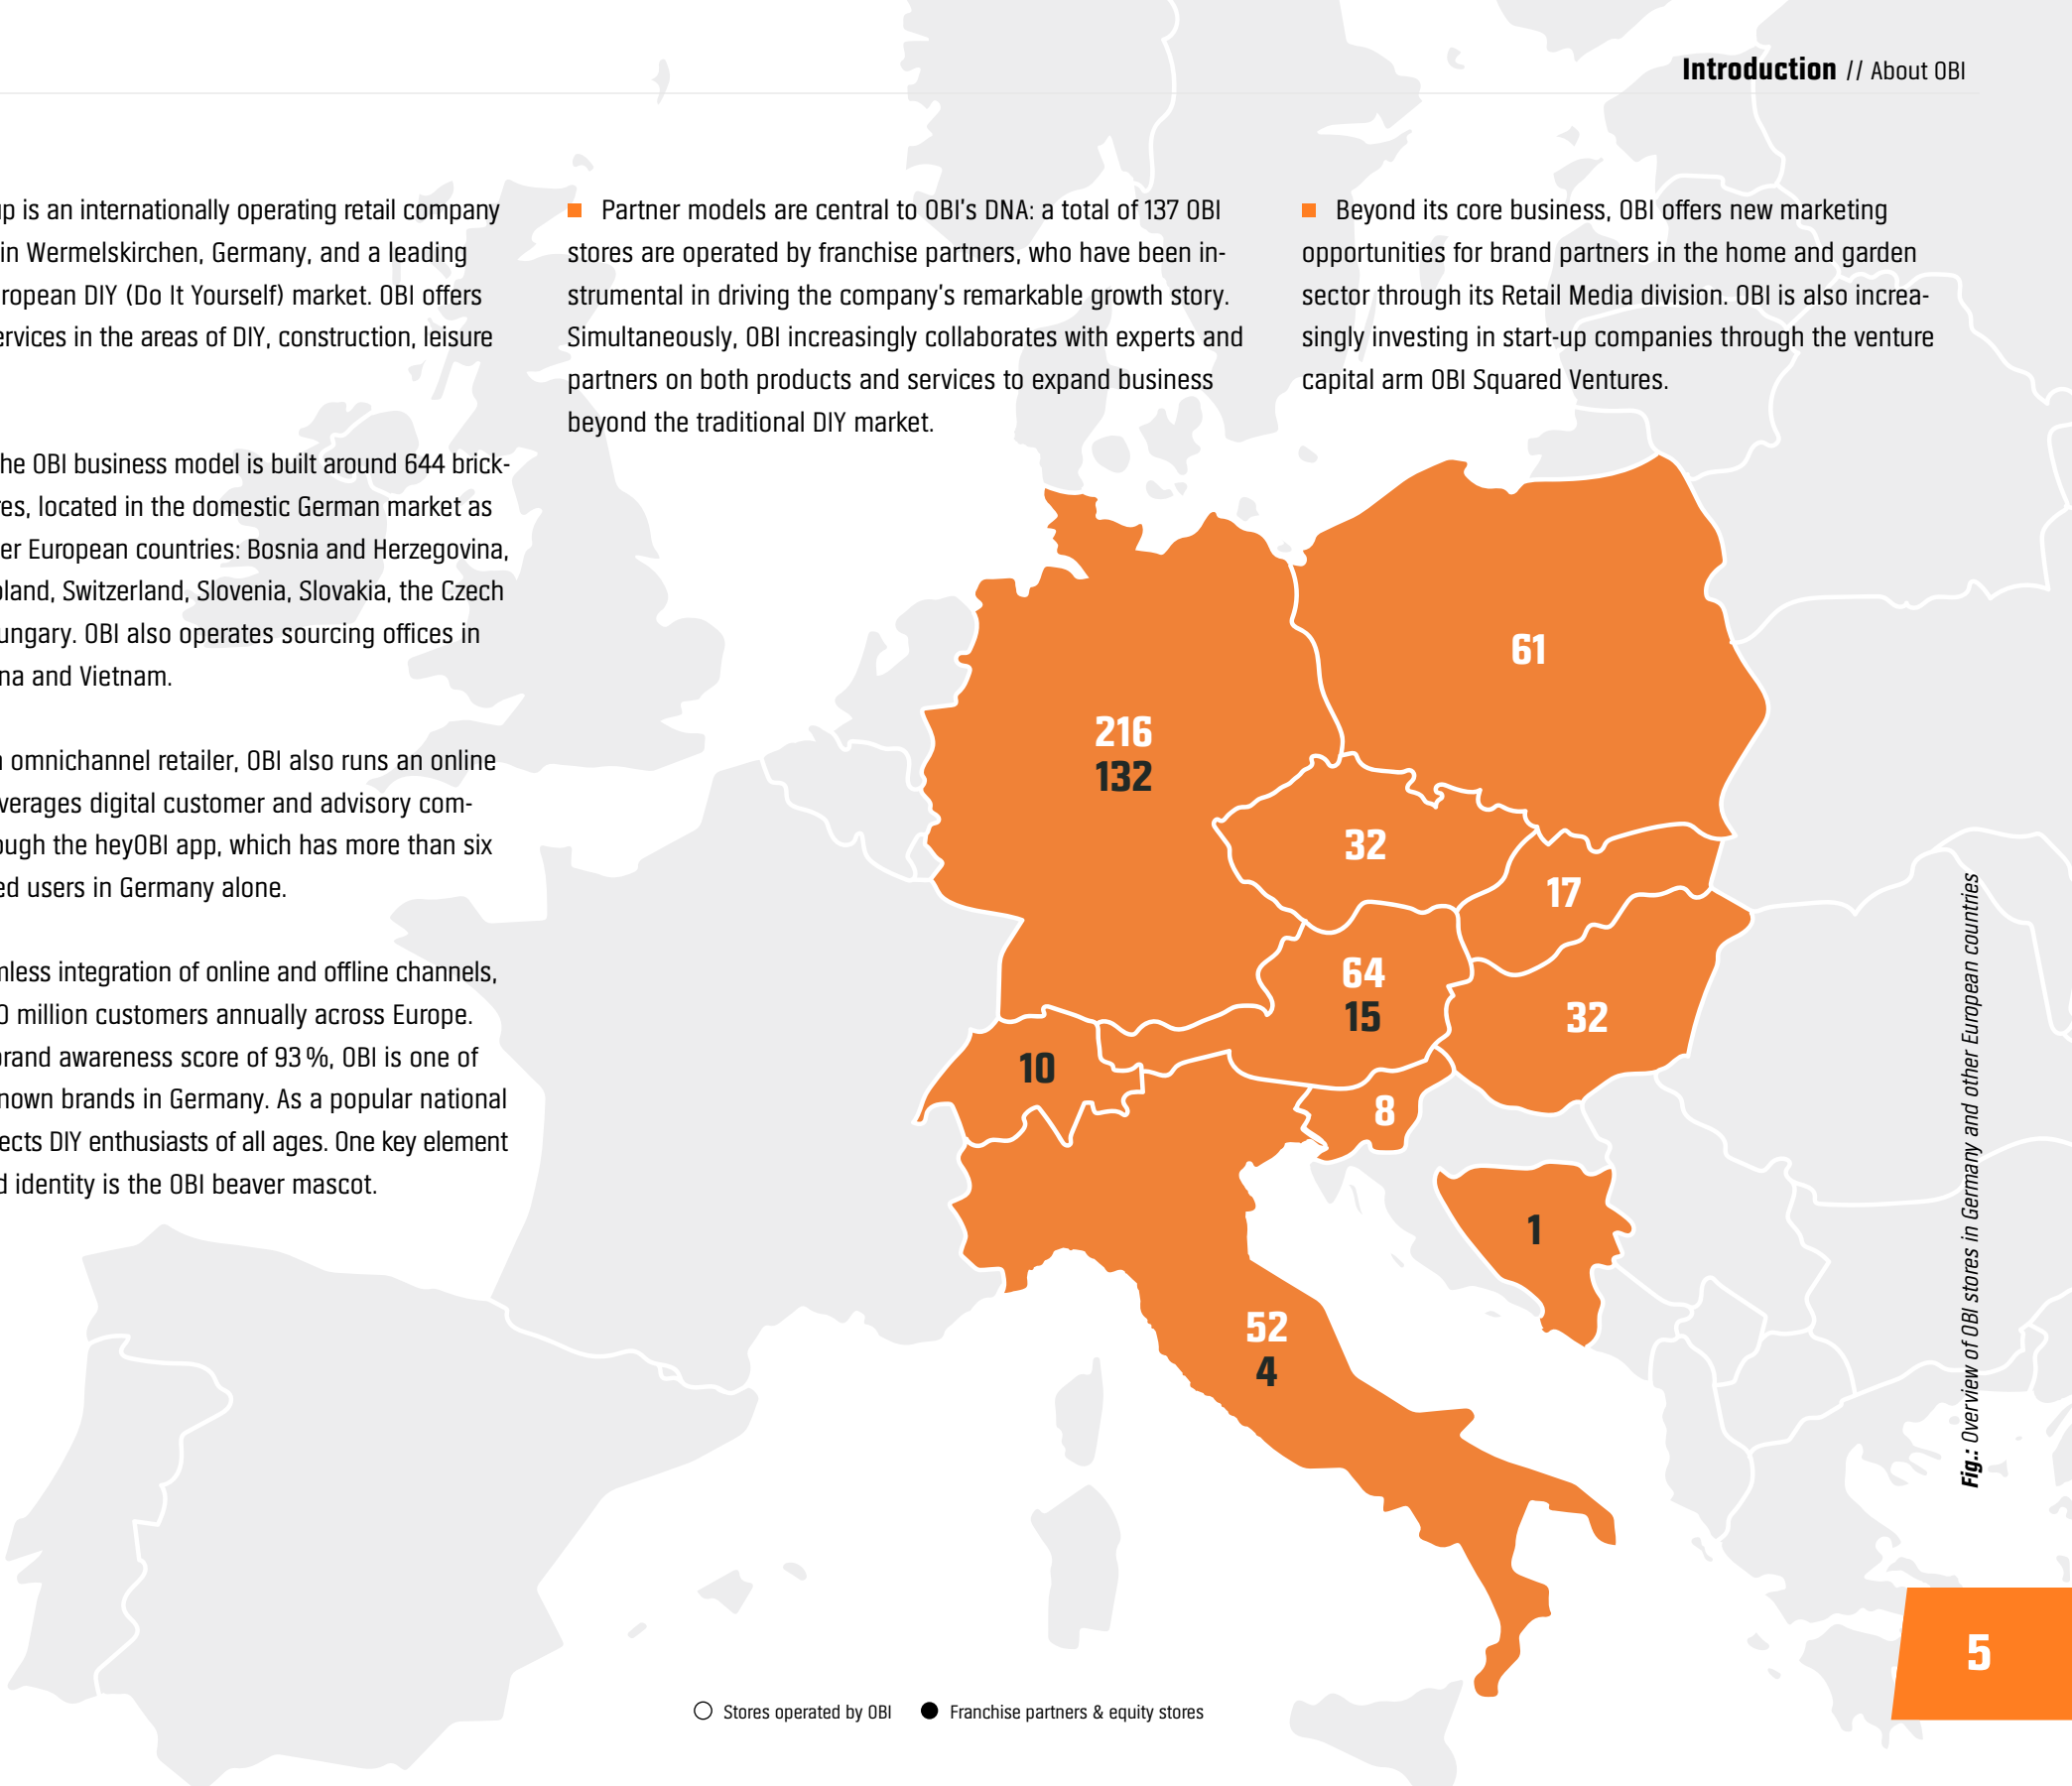 Introduction // About OBI
up is an internationally operating retail company
in Wermelskirchen, Germany, and a leading
ropean DIY (Do It Yourself) market. OBI offers
ervices in the areas of DIY, construction, leisure
he OBI business model is built around 644 brick-
res, located in the domestic German market as
er European countries: Bosnia and Herzegovina,
oland, Switzerland, Slovenia, Slovakia, the Czech
ungary. OBI also operates sourcing offices in
na and Vietnam.
n omnichannel retailer, OBI also runs an online
verages digital customer and advisory com-
ough the heyOBI app, which has more than six
ed users in Germany alone.
mless integration of online and offline channels,
0 million customers annually across Europe.
brand awareness score of 93 %, OBI is one of
nown brands in Germany. As a popular national
ects DIY enthusiasts of all ages. One key element
d identity is the OBI beaver mascot.
Partner models are central to OBI's DNA: a total of 137 OBI
stores are operated by franchise partners, who have been in-
strumental in driving the company's remarkable growth story.
Simultaneously, OBI increasingly collaborates with experts and
partners on both products and services to expand business
beyond the traditional DIY market.
Beyond its core business, OBI offers new marketing
opportunities for brand partners in the home and garden
sector through its Retail Media division. OBI is also increa-
singly investing in start-up companies through the venture
capital arm OBI Squared Ventures.
61
216
132
32
17
64
15
32
10
8
1
52
4
Fig.: Overview of OBI stores in Germany and other European countries
Stores operated by OBI
Franchise partners & equity stores
5